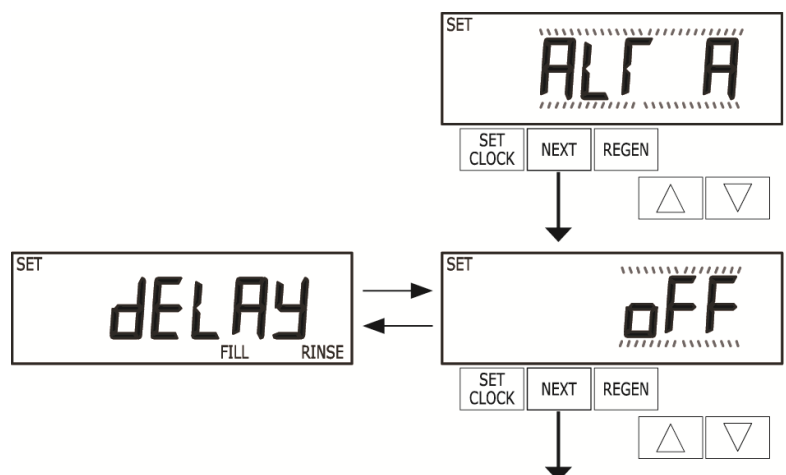 SET
ALT A
SET
CLOCK
NEXT
REGEN
SET
dELAY
FILL
RINSE
SET
oFF
SET
CLOCK
NEXT
REGEN